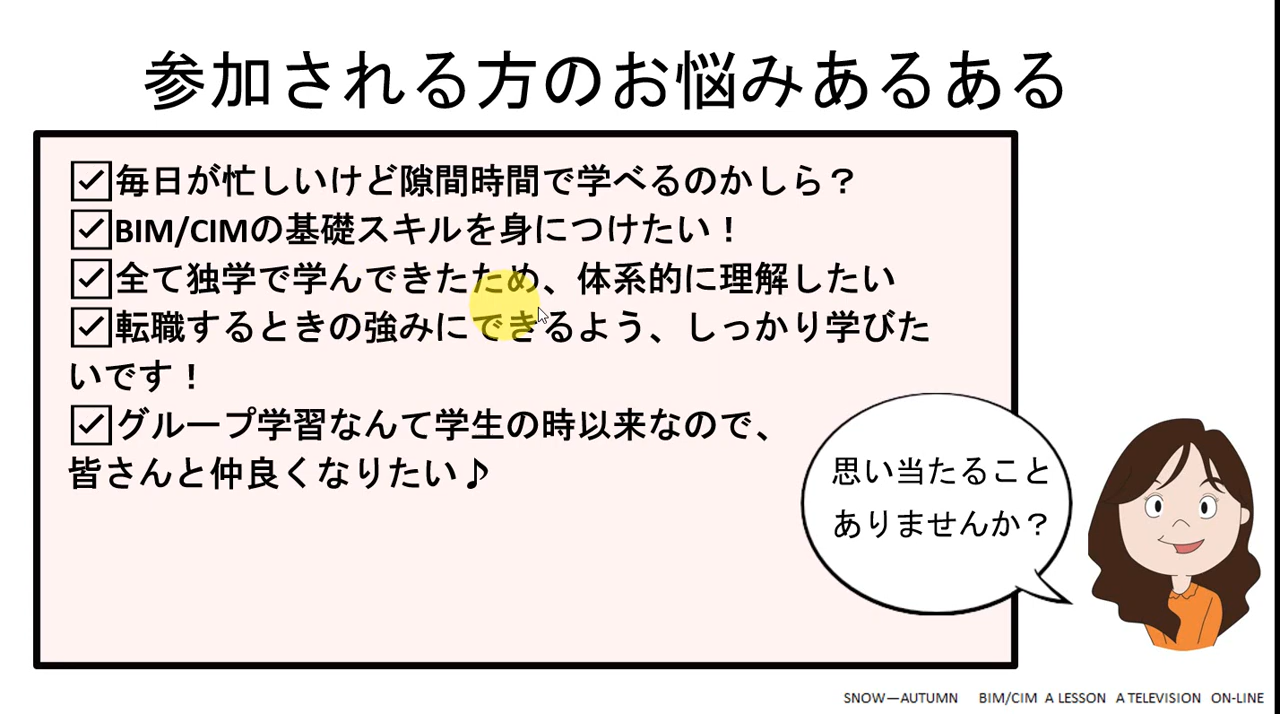 参加される方のお悩みあるある
☑毎日が忙しいけど隙間時間で学べるのかしら？
☑BIM/CIMの基礎スキルを身につけたい！
☑全て独学で学んできたため、体系的に理解したい
☑転職するときの強みにできるよう、しっかり学びた
いです！
☑グループ学習なんて学生の時以来なので、
皆さんと仲良くなりたい♪
思い当たること
ありませんか？
SNOW—AUTUMN BIM/CIM A LESSON A TELEVISION ON-LINE